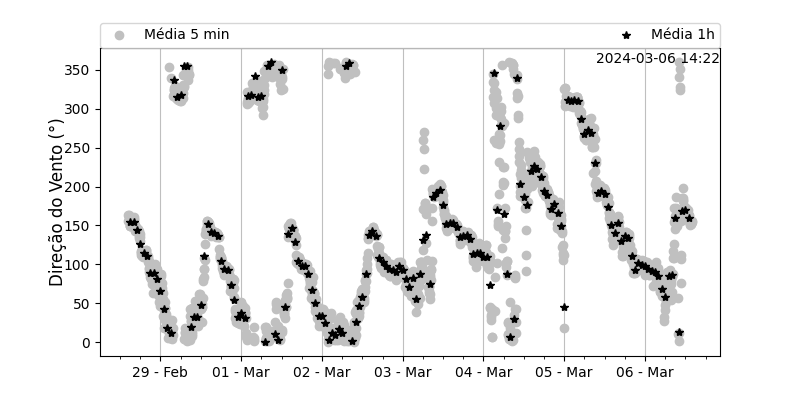 Média 5 min
Média 1h
2024-03-06 14:22
Direção do Vento (°)
350
300
250
200
150
100
50
0
29 - Feb
01 - Mar
02 - Mar
03 - Mar
04 - Mar
05 - Mar
06 - Mar